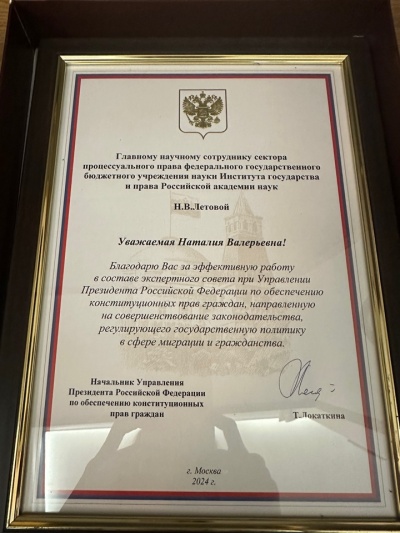 Главному научному сотруднику сектора
процессуального права федерального государственного
бюджетного учреждения науки Института государства
и права Российской академии наук
Н.В.Летовой
Уважаемая Наталия Валерьевна!
Благодарю Вас за эффективную работу
в составе экспертного совета при Управлении
Президента Российской Федерации по обеспечению
конституционных прав граждан, направленную
на совершенствование законодательства,
регулирующего государственную политику
в сфере миграции и гражданства.
Начальник Управления
Президента Российской Федерации
по обеспечению конституционных
прав граждан
Т.Локаткина
г. Москва
2024 г.